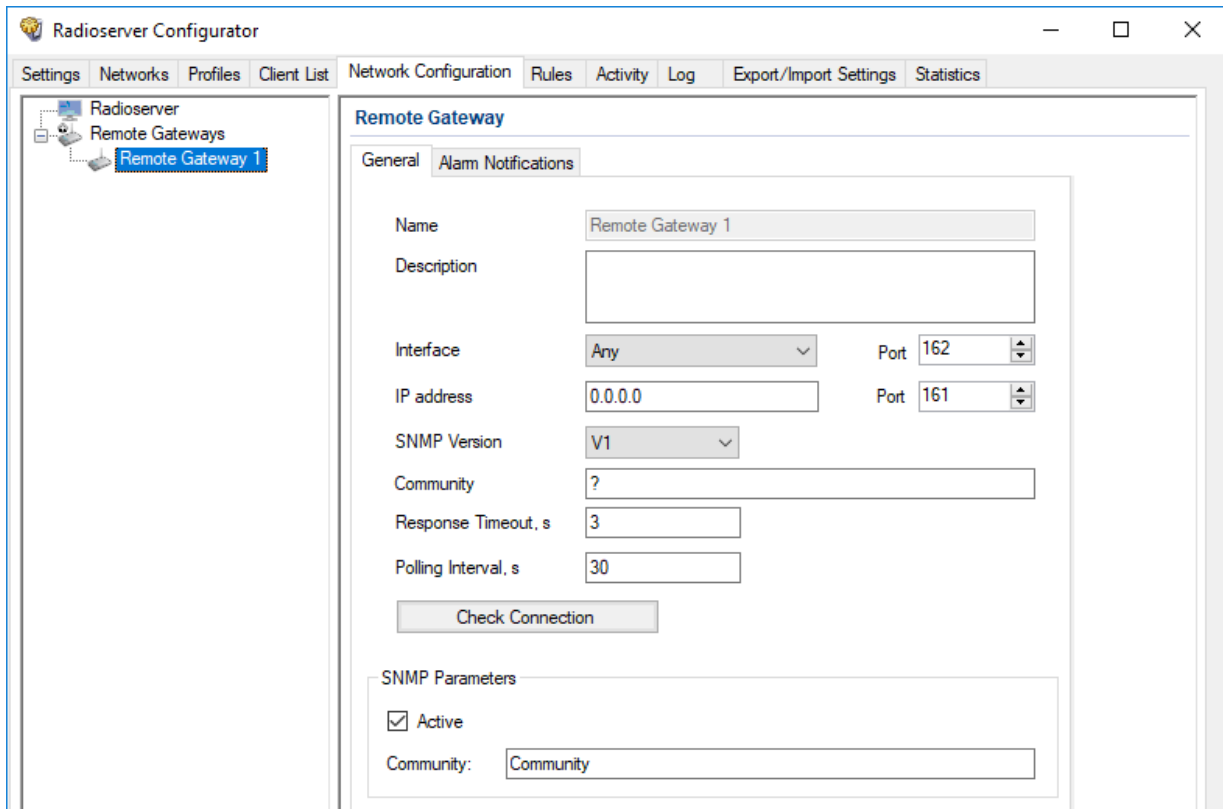 Radioserver Configurator
Settings Networks Profiles Client List Network Configuration Rules Activity Log Export/Import Settings Statistics
Radioserver
Remote Gateways
Remote Gateway 1
Remote Gateway
General Alarm Notifications
Name Remote Gateway 1
Description
Interface Any Port 162
IP address 0.0.0.0 Port 161
SNMP Version V1
Community ?
Response Timeout, s 3
Polling Interval, s 30
Check Connection
SNMP Parameters
Active
Community: Community